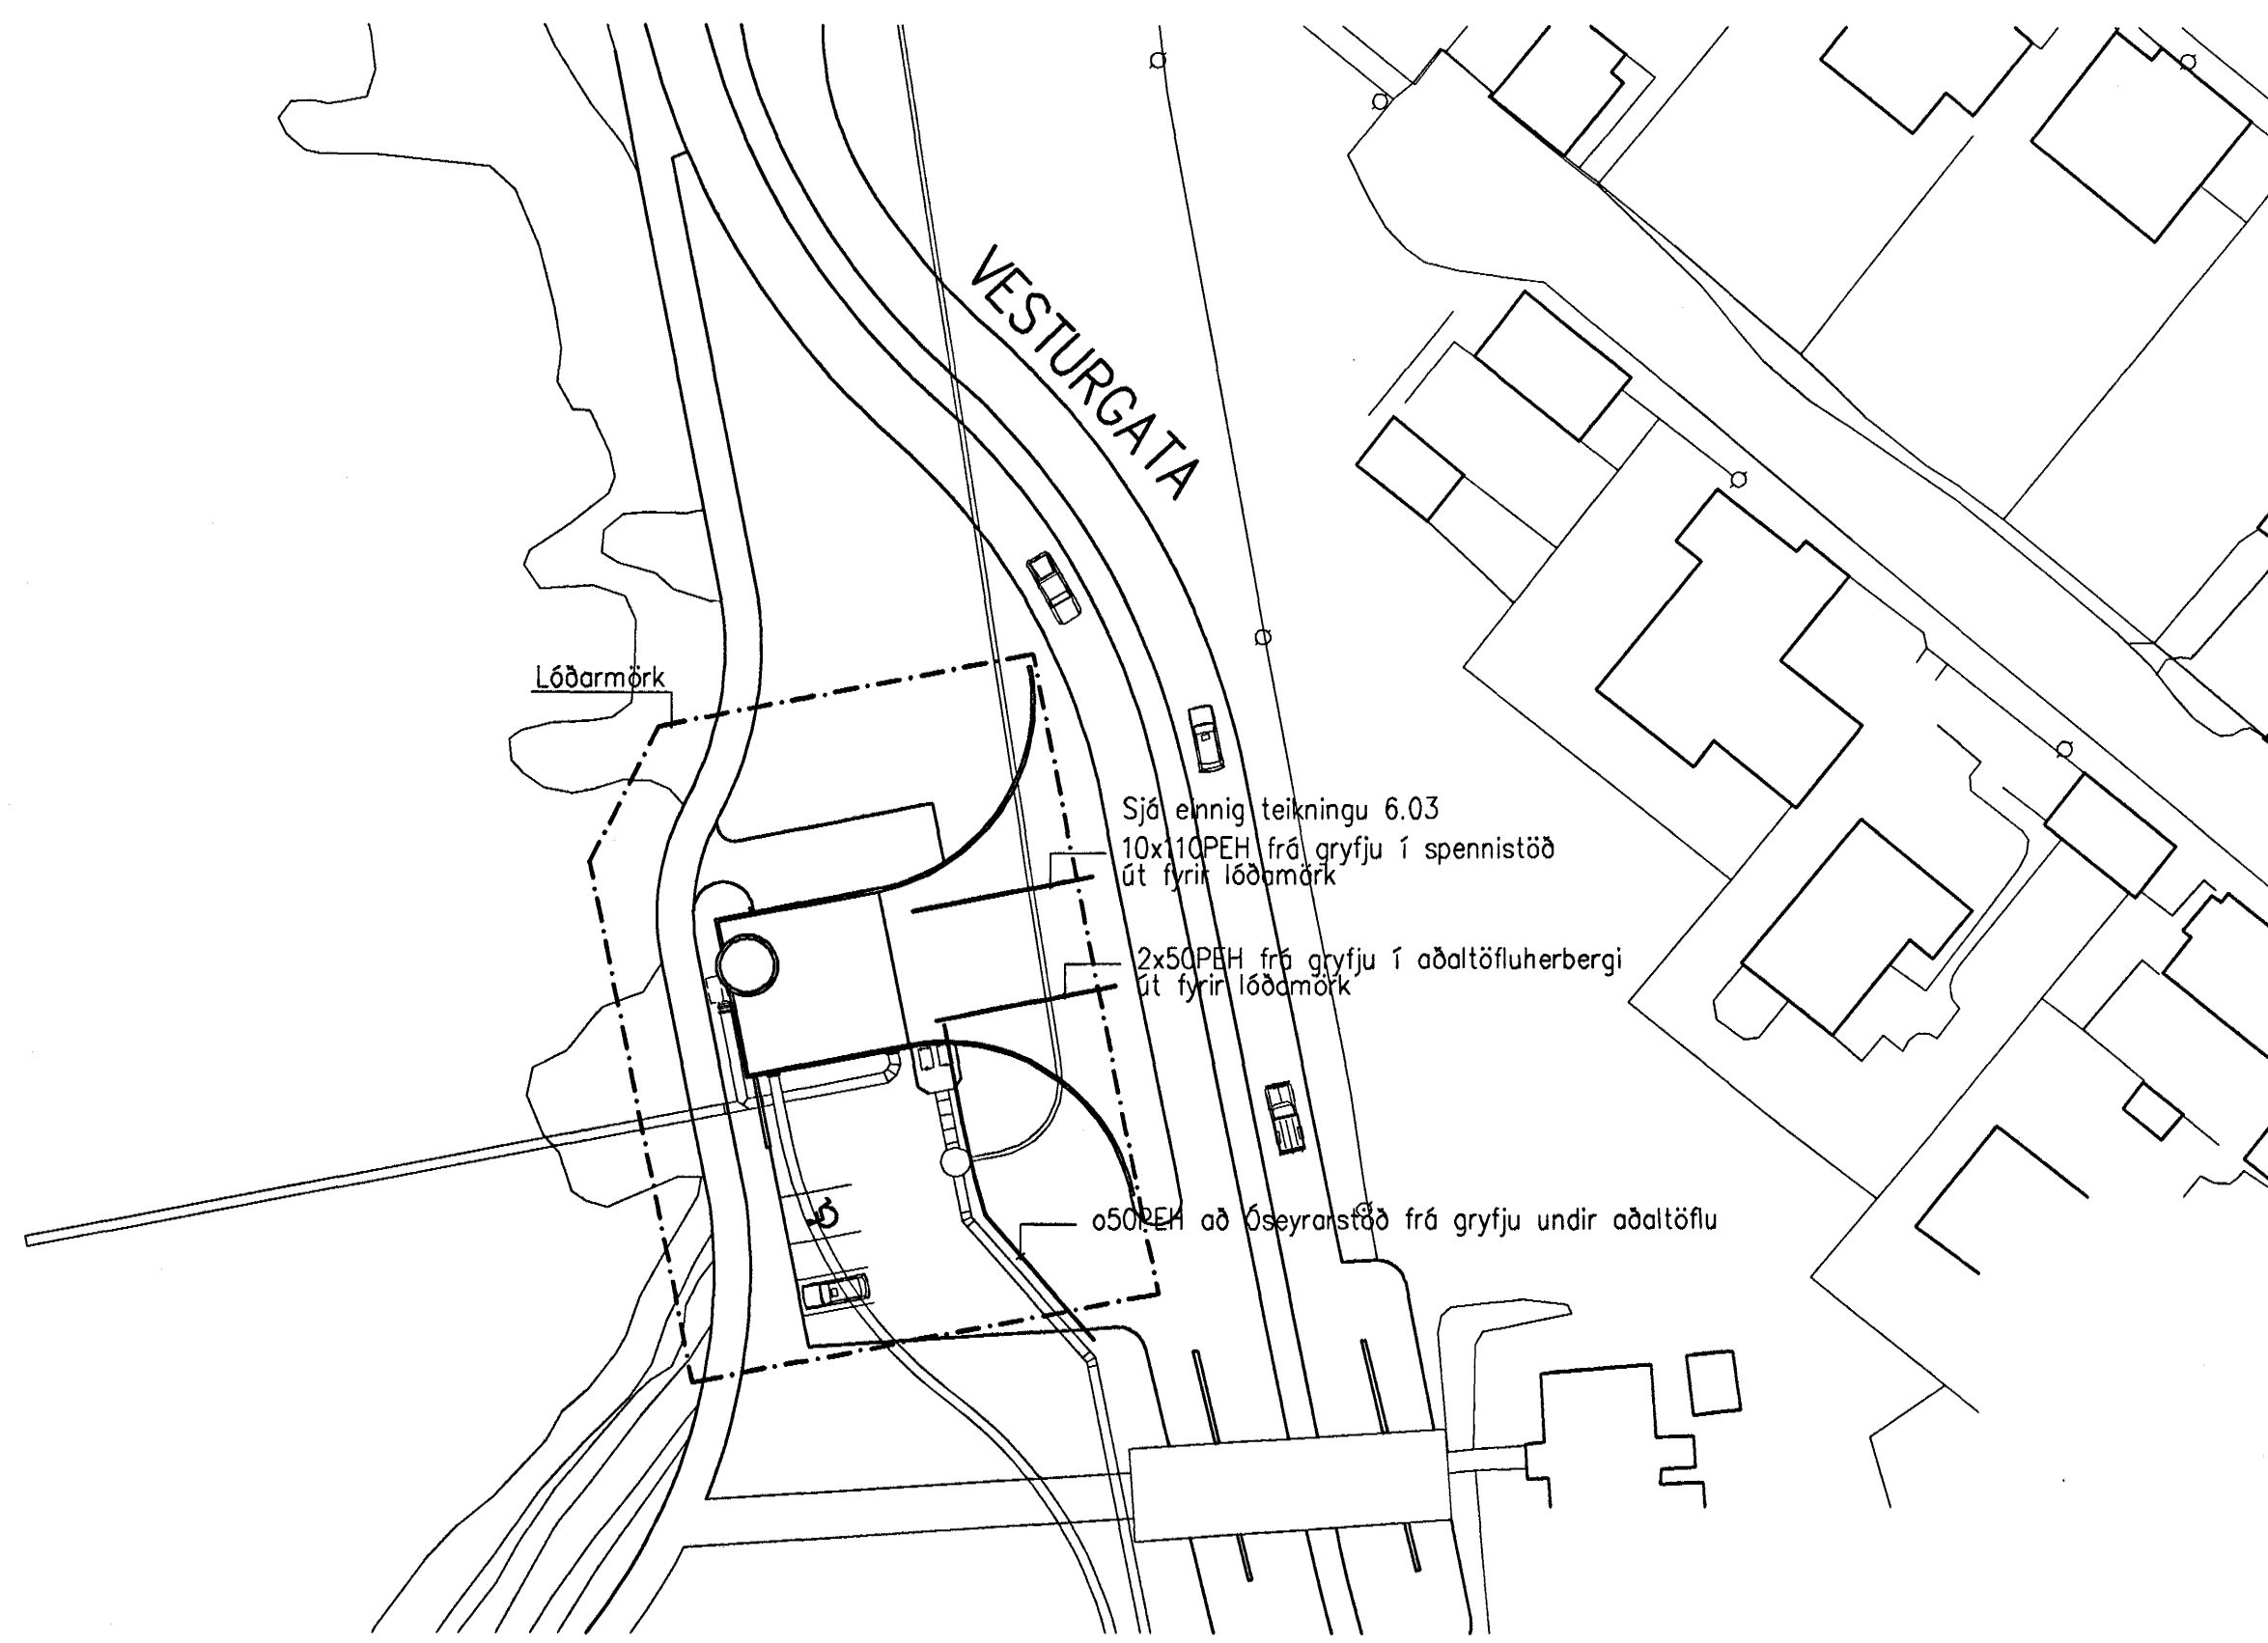 VESTURGATA
Lóðarmörk
Sjá einnig teikningu 6.03
10x110PEH frá gryfju í spennistöð
út fyrir lóðamörk
2x50PEH frá gryfju í aðaltöfluherbergi
út fyrir lóðamörk
ø50PEH að Óseyrarstöð frá gryfju undir aðaltöflu